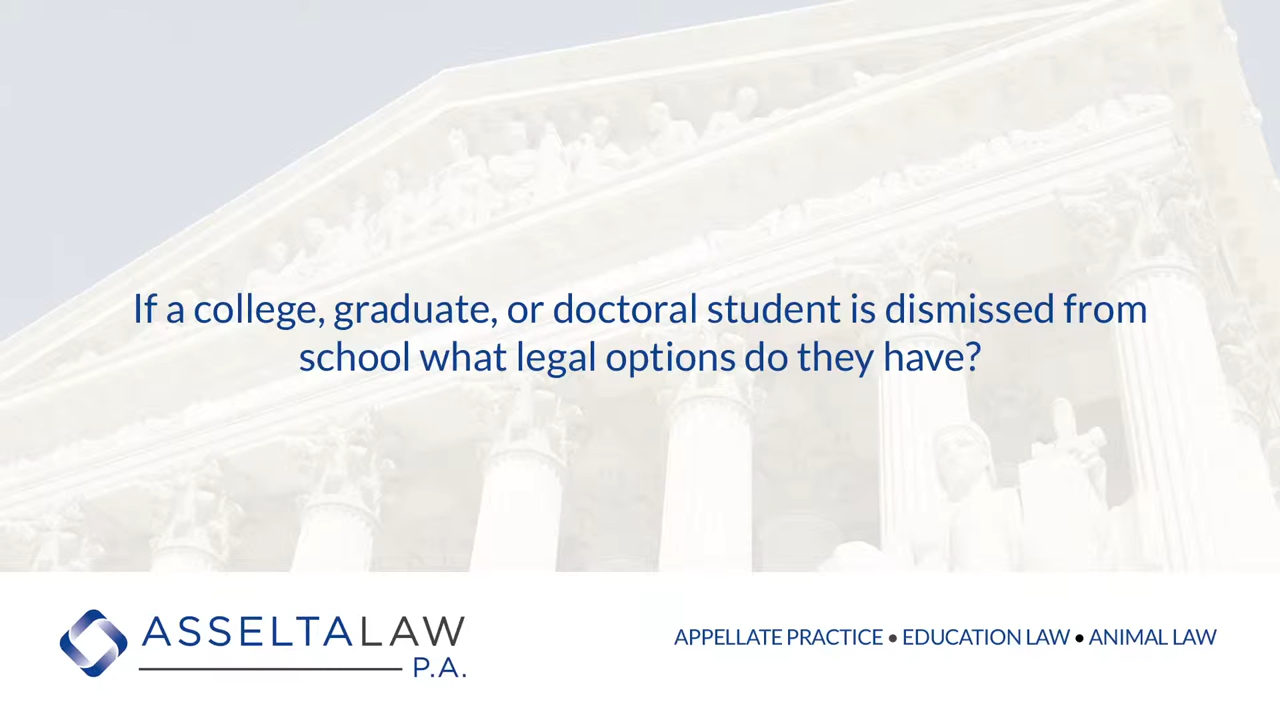 If a college, graduate, or doctoral student is dismissed from
school what legal options do they have?
ASSELTALAW
P.A.
APPELLATE PRACTICE • EDUCATION LAW • ANIMAL LAW